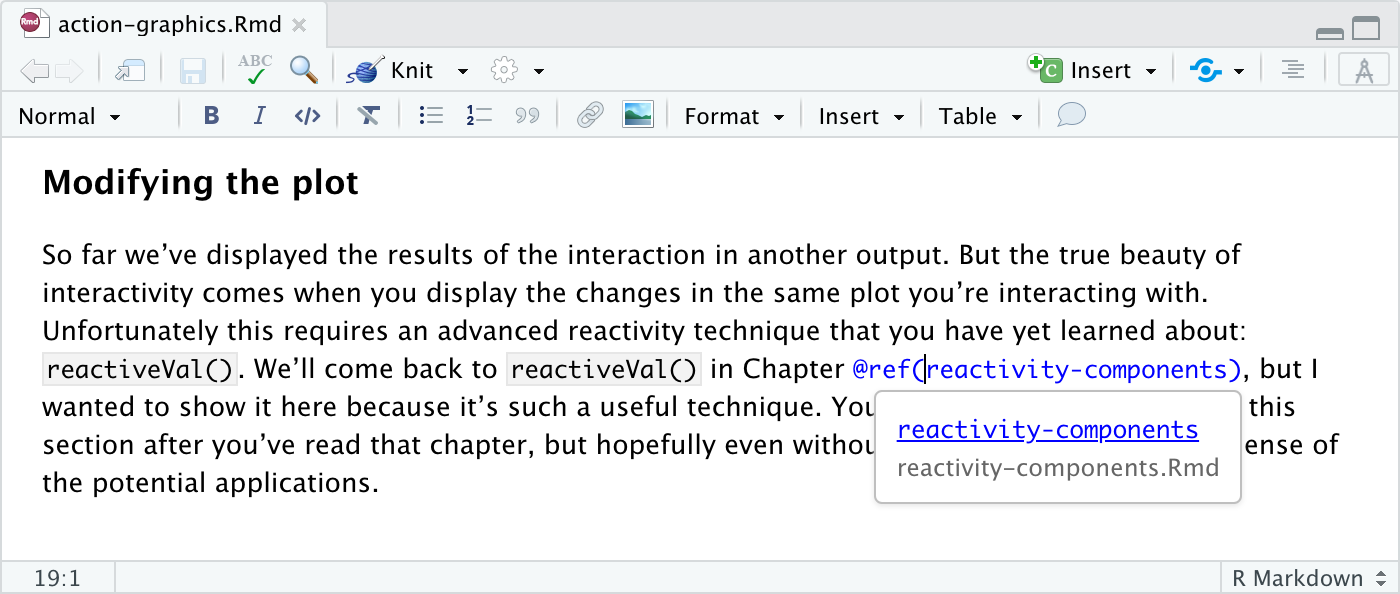 Rmd action-graphics.Rmd ×
ABC Knit C Insert
Normal B I </> T 1 2 Format Insert Table
Modifying the plot
So far we’ve displayed the results of the interaction in another output. But the true beauty of
interactivity comes when you display the changes in the same plot you’re interacting with.
Unfortunately this requires an advanced reactivity technique that you have yet learned about:
reactiveVal(). We’ll come back to reactiveVal() in Chapter @ref(reactivity-components), but I
wanted to show it here because it’s such a useful technique. You this
section after you’ve read that chapter, but hopefully even withou ense of
the potential applications.
reactivity-components
reactivity-components.Rmd
19:1 R Markdown